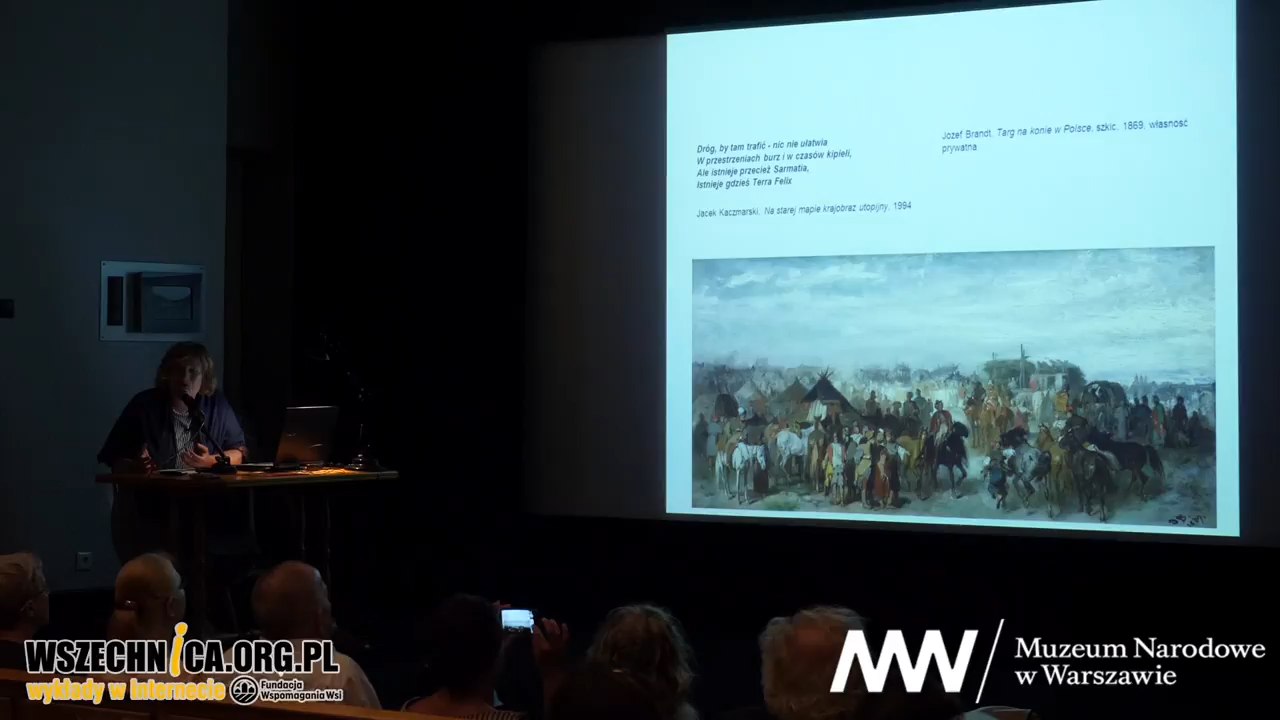 Dróg, by tam trafić - nic nie ułatwia
W przestrzeniach burz i w czasów kipieli,
Ale istnieje przecież Sarmatia,
Istnieje gdzieś Terra Felix
Jacek Kaczmarski, Na starej mapie krajobraz utopijny, 1994
Jozef Brandt, Targ na konie w Polsce, szkic, 1869, własność
prywatna
WSZECHNICA.ORG.PL
wykłady w Internecie
Fundacja
Wspomagania Wsi
Muzeum Narodowe
w Warszawie